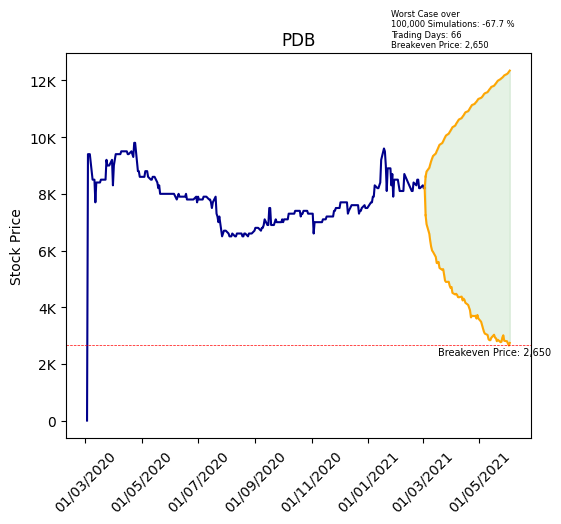 Worst Case over
100,000 Simulations: -67.7 %
Trading Days: 66
Breakeven Price: 2,650
PDB
Stock Price
12K
10K
8K
6K
4K
2K
0
Breakeven Price: 2,650
01/03/2020
01/05/2020
01/07/2020
01/09/2020
01/11/2020
01/01/2021
01/03/2021
01/05/2021